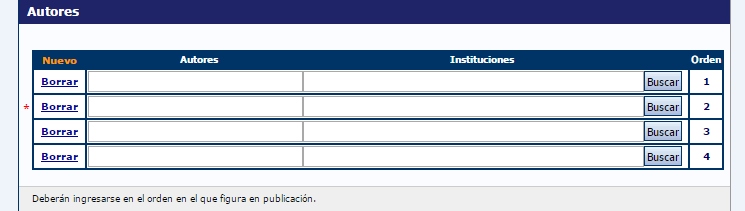 Autores
Nuevo Autores Instituciones Orden
Borrar Buscar 1
* Borrar Buscar 2
Borrar Buscar 3
Borrar Buscar 4
Deberán ingresarse en el orden en el que figura en publicación.